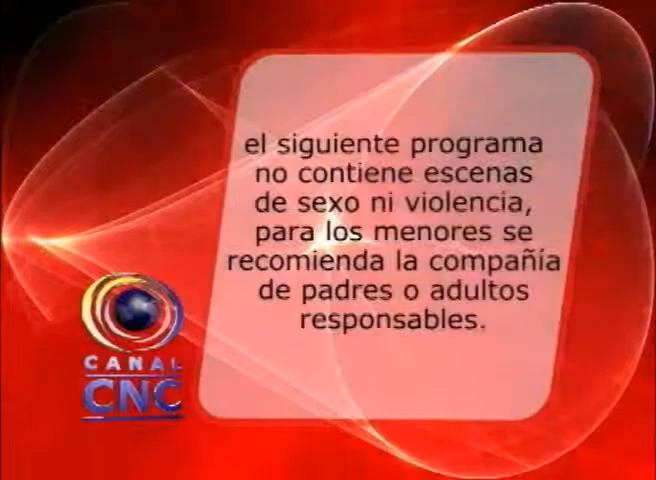 el siguiente programa
no contiene escenas
de sexo ni violencia,
para los menores se
recomienda la compañía
de padres o adultos
responsables.
CANAL
CNC